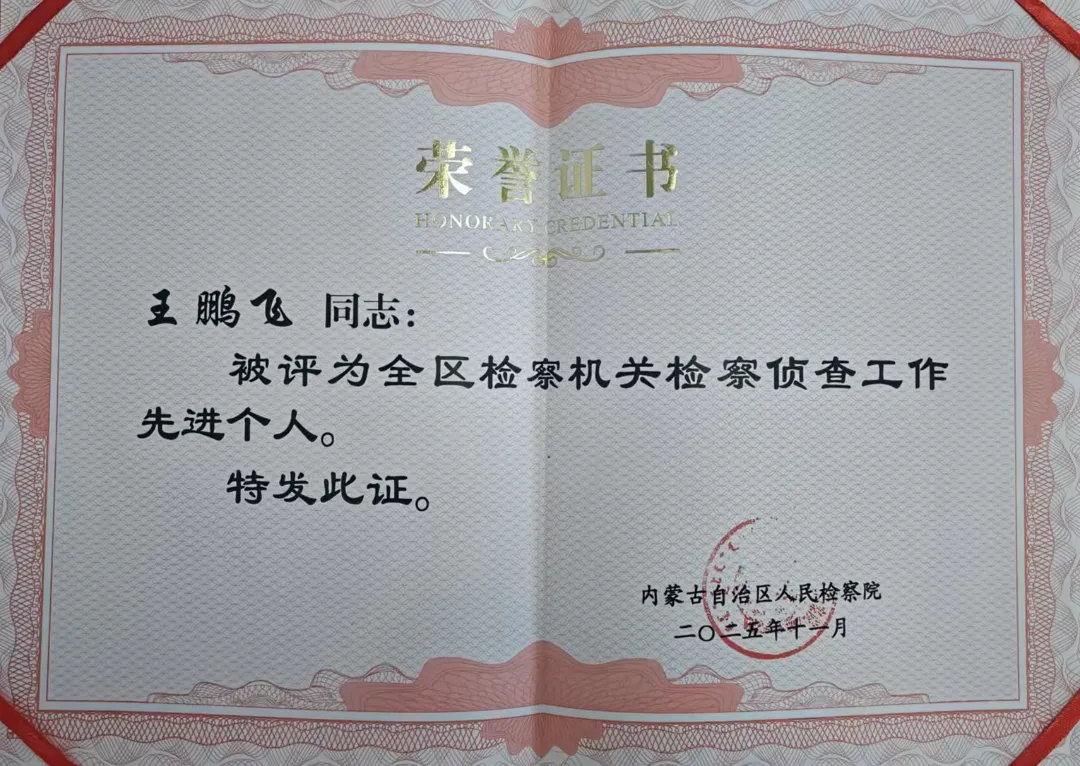 荣誉证书
HONORARY CREDENTIAL
王鹏飞 同志：
被评为全区检察机关检察侦查工作
先进个人。
特发此证。
内蒙古自治区人民检察院
二〇二五年十一月